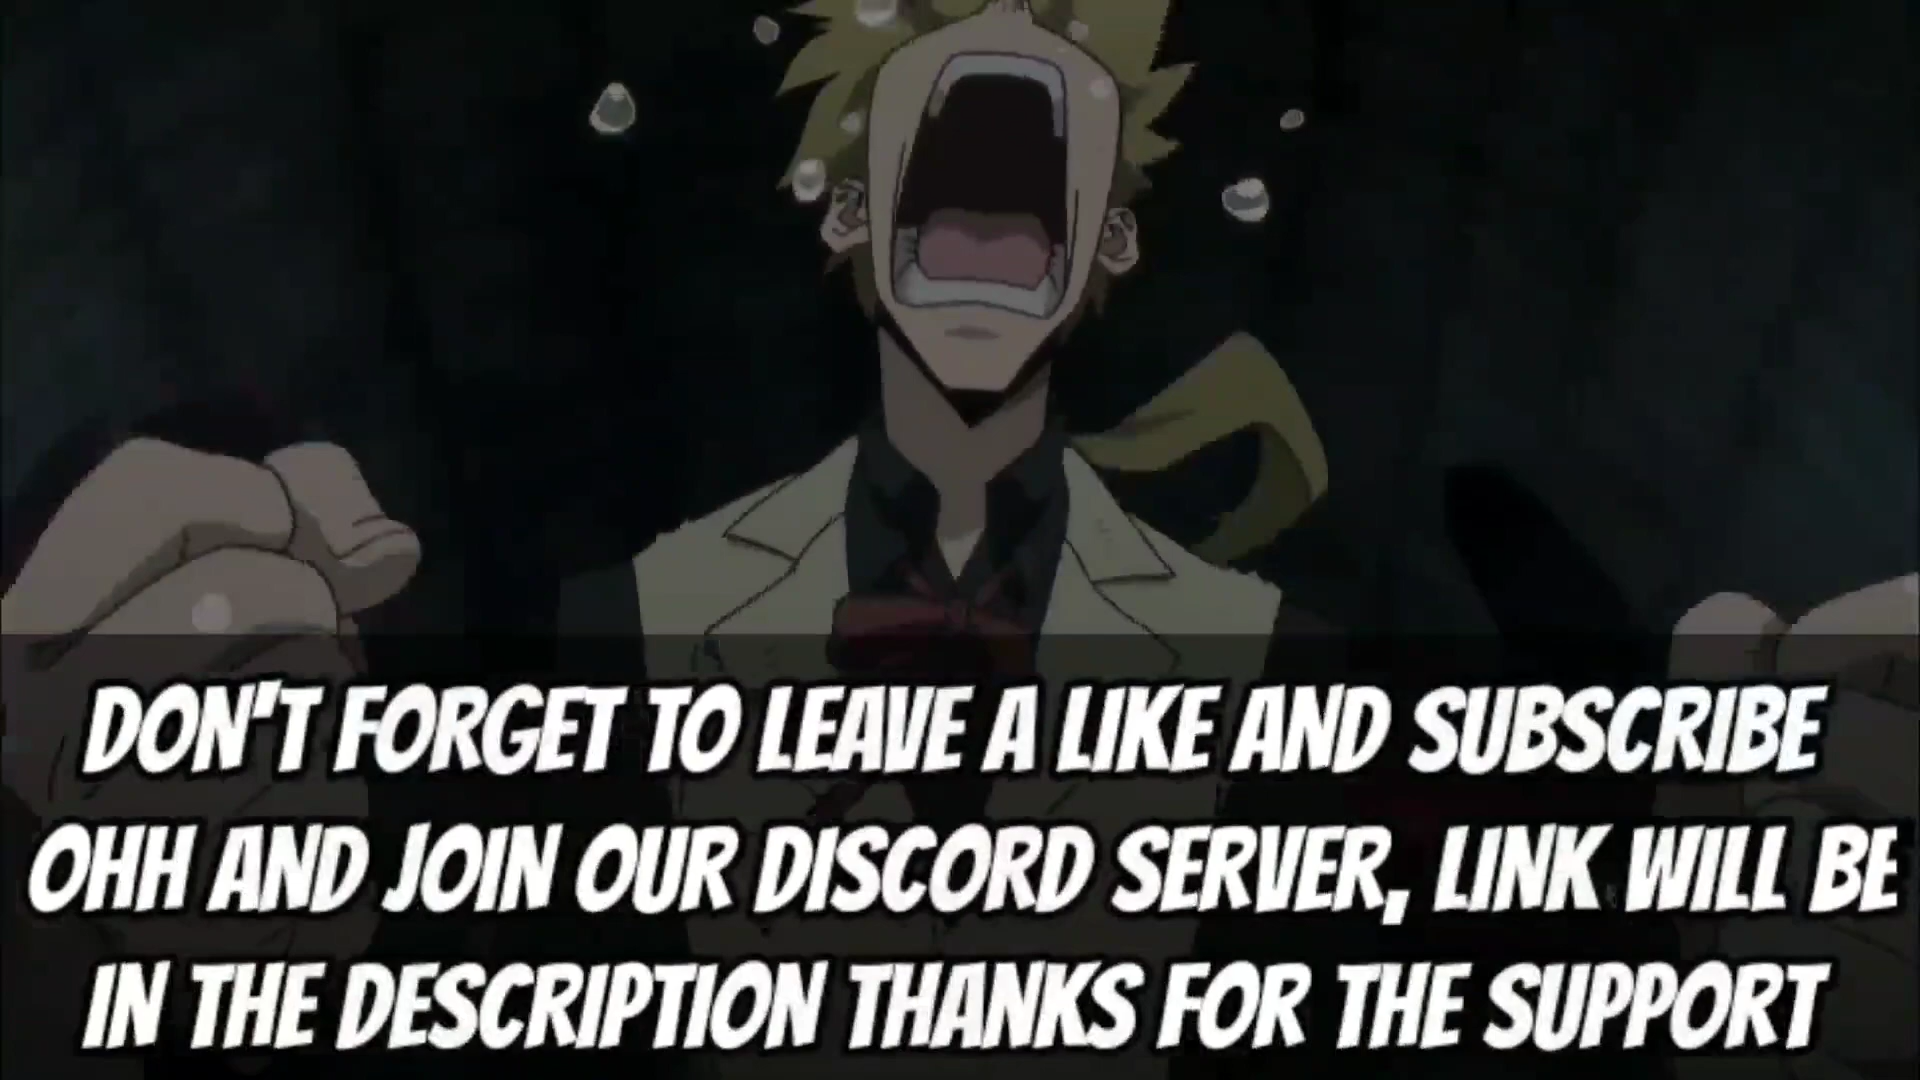 DON'T FORGET TO LEAVE A LIKE AND SUBSCRIBE
OHH AND JOIN OUR DISCORD SERVER, LINK WILL BE
IN THE DESCRIPTION THANKS FOR THE SUPPORT